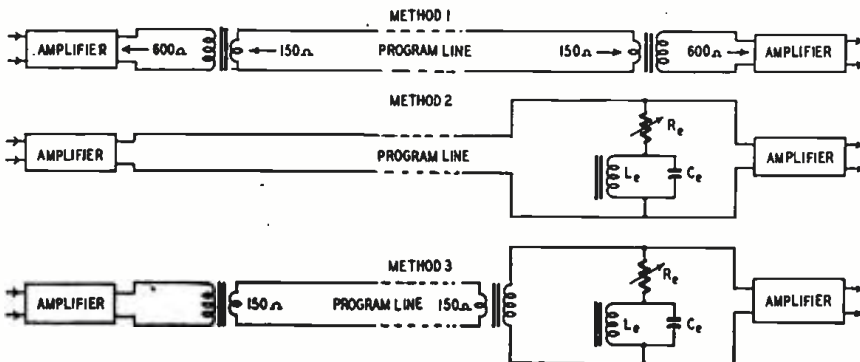 METHOD 1
AMPLIFIER
600Ω
150Ω
PROGRAM LINE
150Ω
600Ω
AMPLIFIER
METHOD 2
AMPLIFIER
PROGRAM LINE
Re
Le
Ce
AMPLIFIER
METHOD 3
AMPLIFIER
150Ω
PROGRAM LINE
150Ω
Re
Le
Ce
AMPLIFIER